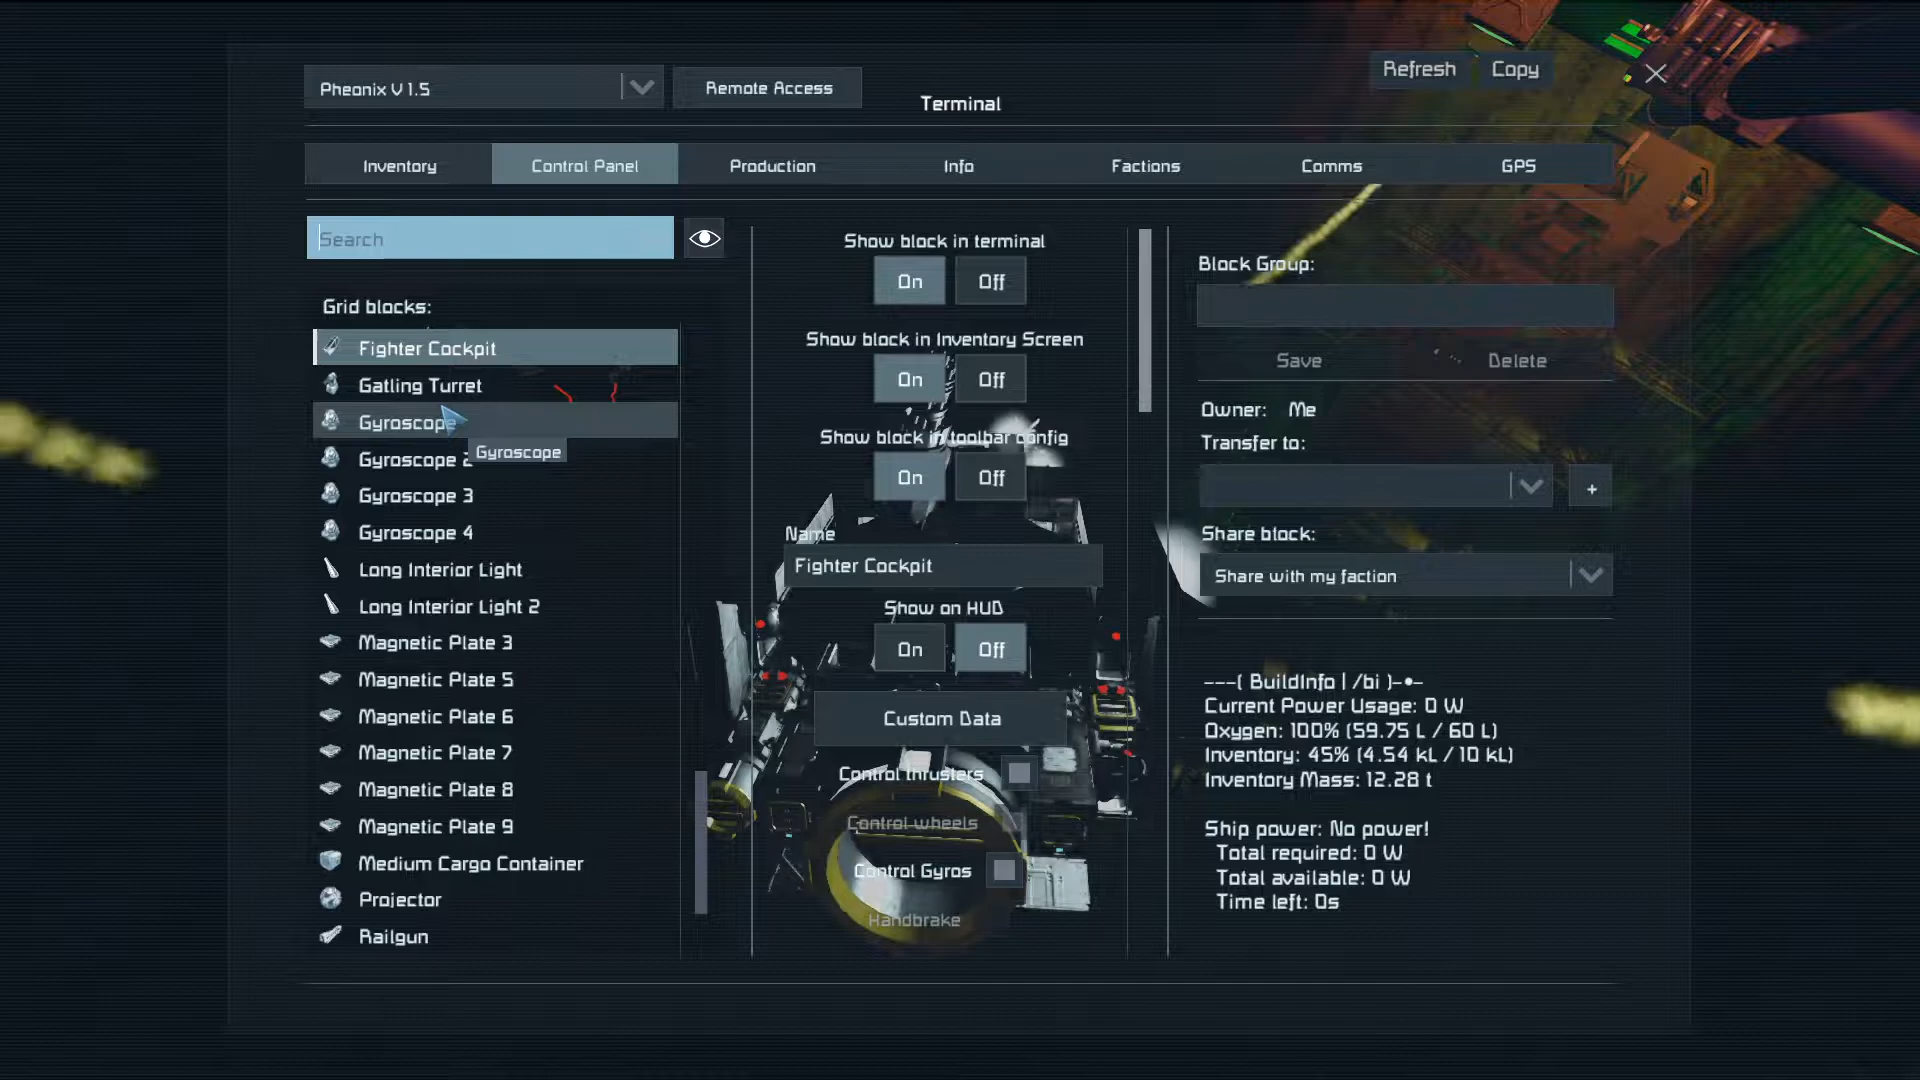 Pheonix V 1.5
Remote Access
Terminal
Refresh
Copy
Inventory
Control Panel
Production
Info
Factions
Comms
GPS
Search
Grid blocks:
Fighter Cockpit
Gatling Turret
Gyroscope
Gyroscope 2
Gyroscope
Gyroscope 3
Gyroscope 4
Long Interior Light
Long Interior Light 2
Magnetic Plate 3
Magnetic Plate 5
Magnetic Plate 6
Magnetic Plate 7
Magnetic Plate 8
Magnetic Plate 9
Medium Cargo Container
Projector
Railgun
Show block in terminal
On Off
Show block in Inventory Screen
On Off
Show block in toolbar config
On Off
Name
Fighter Cockpit
Show on HUD
On Off
Custom Data
Control thrusters
Control wheels
Control Gyros
Handbrake
Block Group:
Save Delete
Owner: Me
Transfer to:
+
Share block:
Share with my faction
---( BuildInfo | /bi )-•-
Current Power Usage: 0 W
Oxygen: 100% (59.75 L / 60 L)
Inventory: 45% (4.54 kL / 10 kL)
Inventory Mass: 12.28 t
Ship power: No power!
Total required: 0 W
Total available: 0 W
Time left: 0s